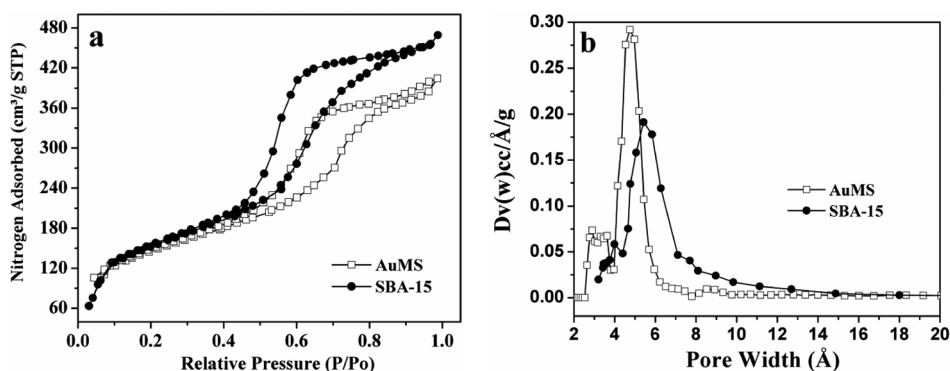 a
Nitrogen Adsorbed (cm³/g STP)
480
420
360
300
240
180
120
60
AuMS
SBA-15
0.0 0.2 0.4 0.6 0.8 1.0
Relative Pressure (P/Po)
b
Dv(w)cc/Å/g
0.30
0.25
0.20
0.15
0.10
0.05
0.00
AuMS
SBA-15
2 4 6 8 10 12 14 16 18 20
Pore Width (Å)